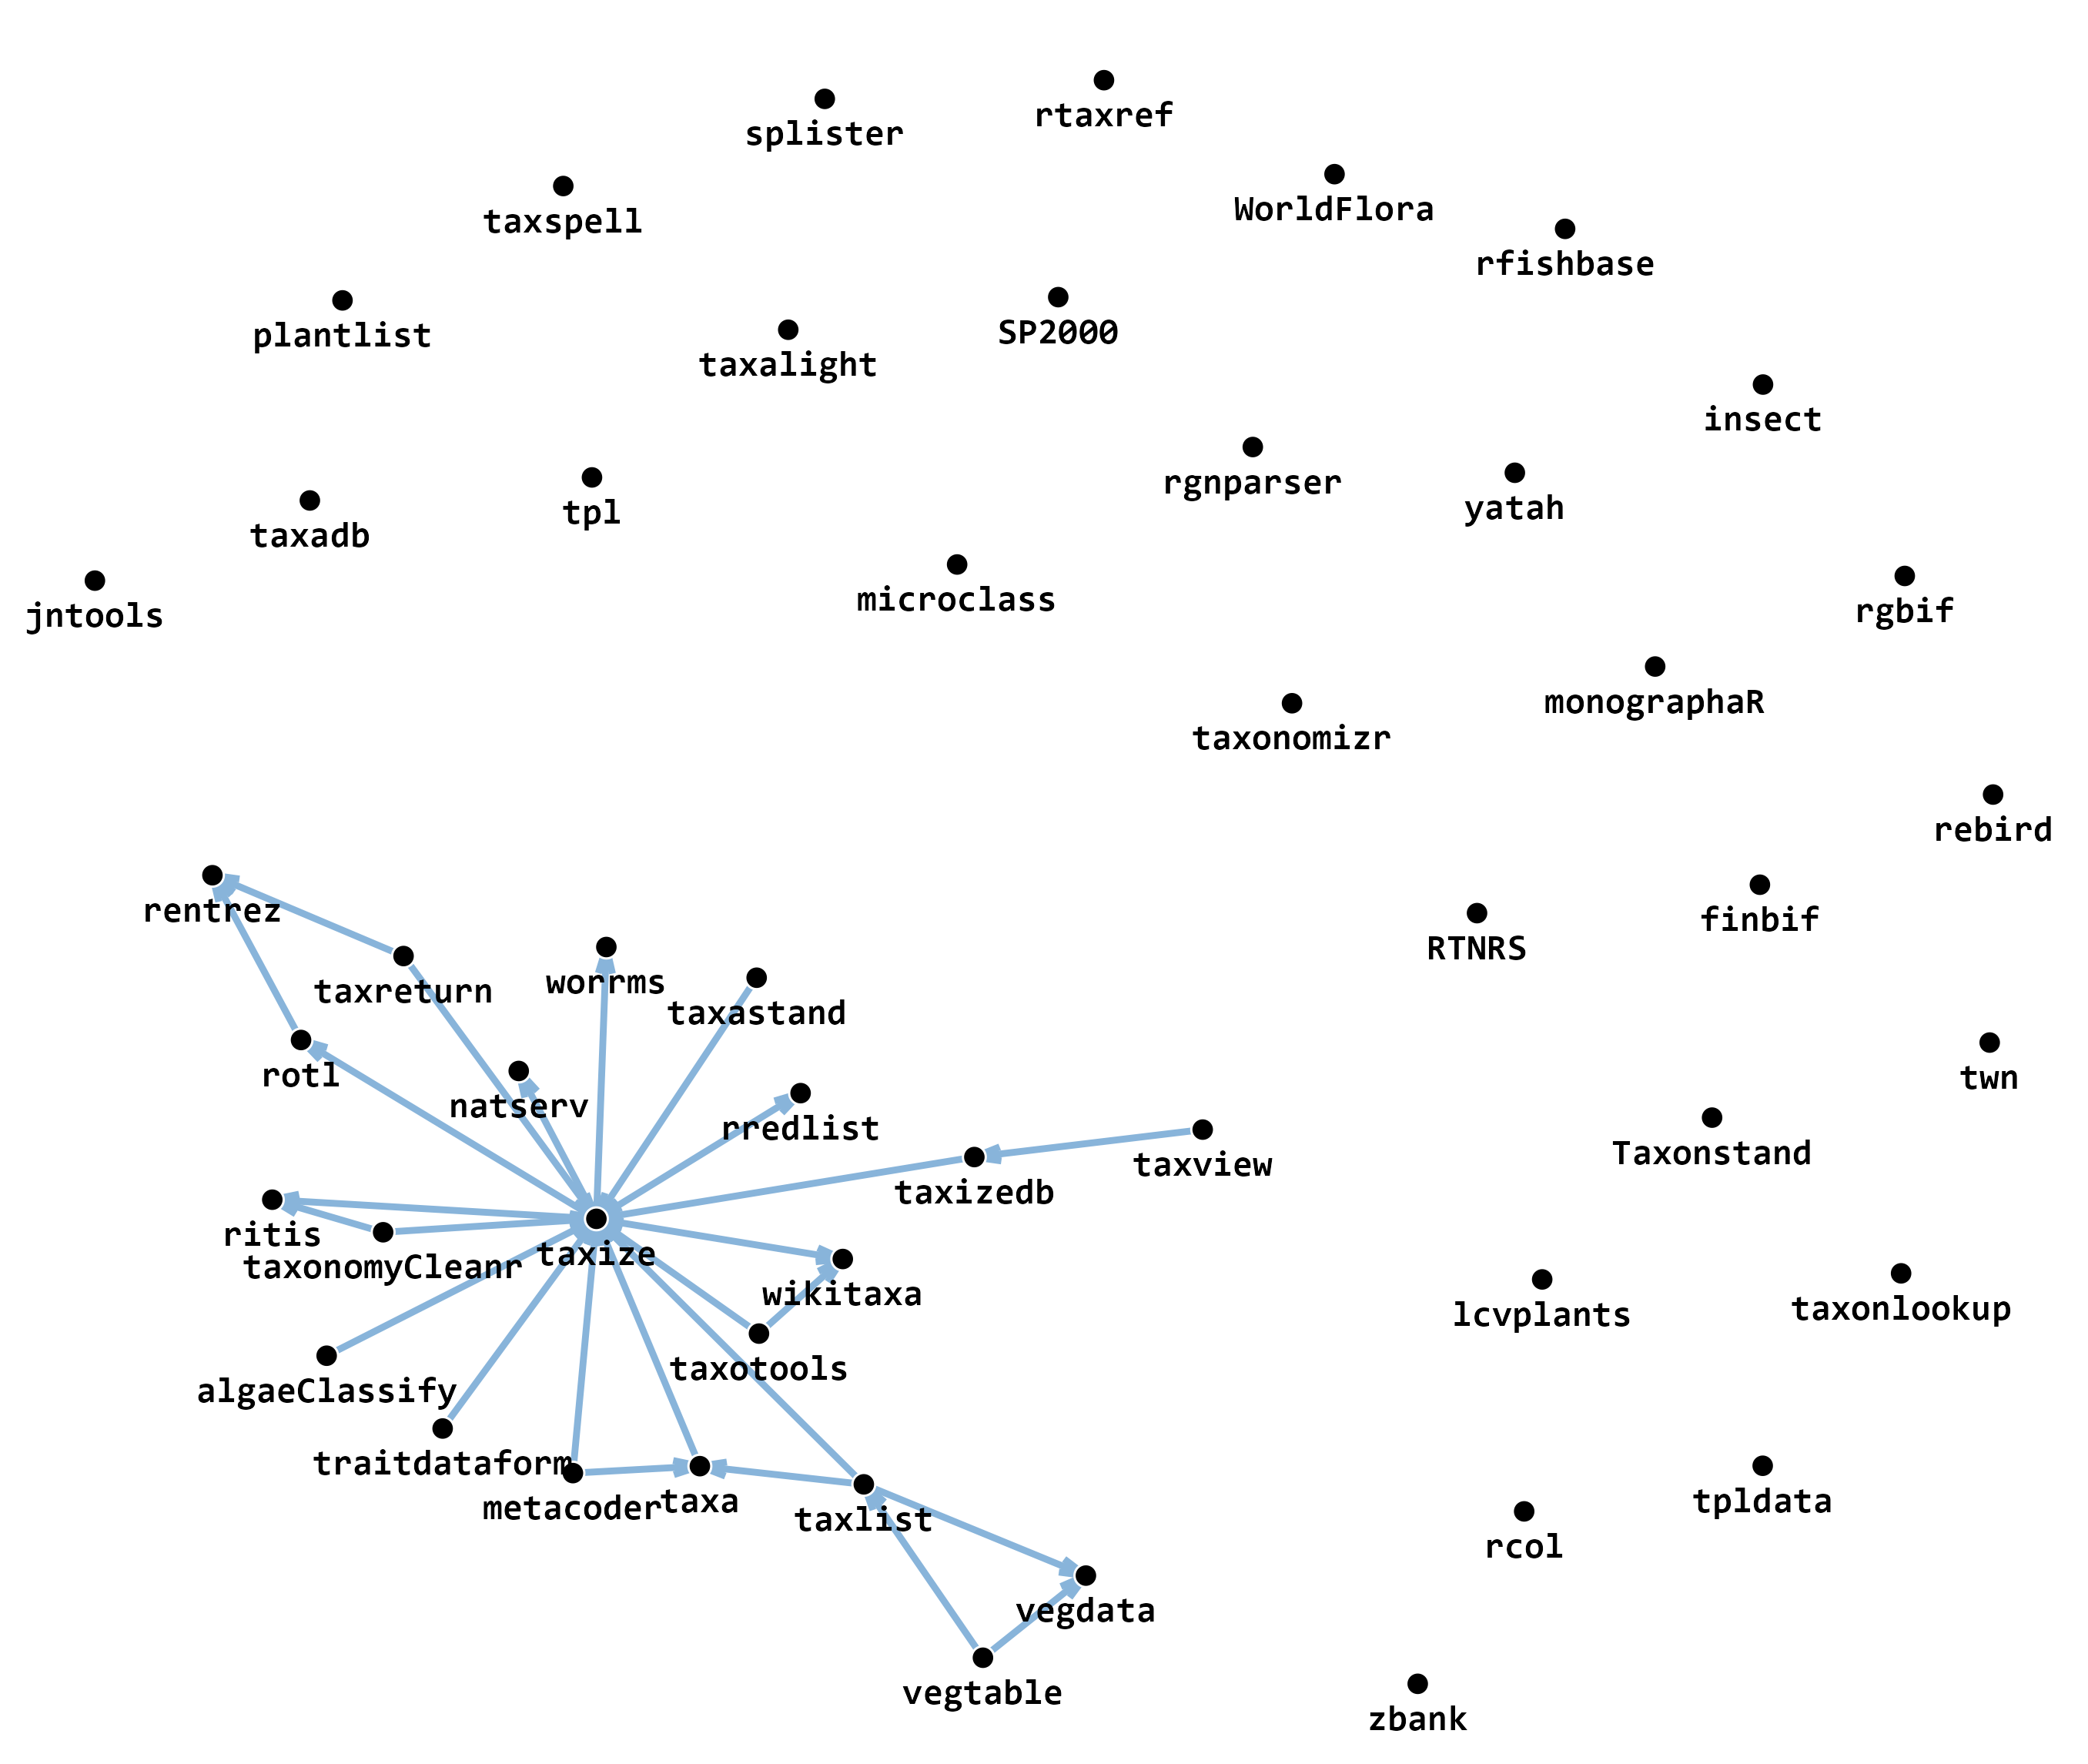 rtaxref
splister
WorldFlora
taxspell
rfishbase
SP2000
plantlist
taxalight
insect
rgnparser
yatah
tpl
taxadb
microclass
rgbif
jntools
monographaR
taxonomizr
rebird
rentrez
finbif
RTNRS
worrms
taxreturn
taxastand
rotl
twn
natserv
rredlist
Taxonstand
taxview
taxizedb
ritis
taxize
taxonomyCleanr
wikitaxa
taxonlookup
lcvplants
taxotools
algaeClassify
traitdataform
taxa
tpldata
metacoder
taxlist
rcol
vegdata
vegtable
zbank